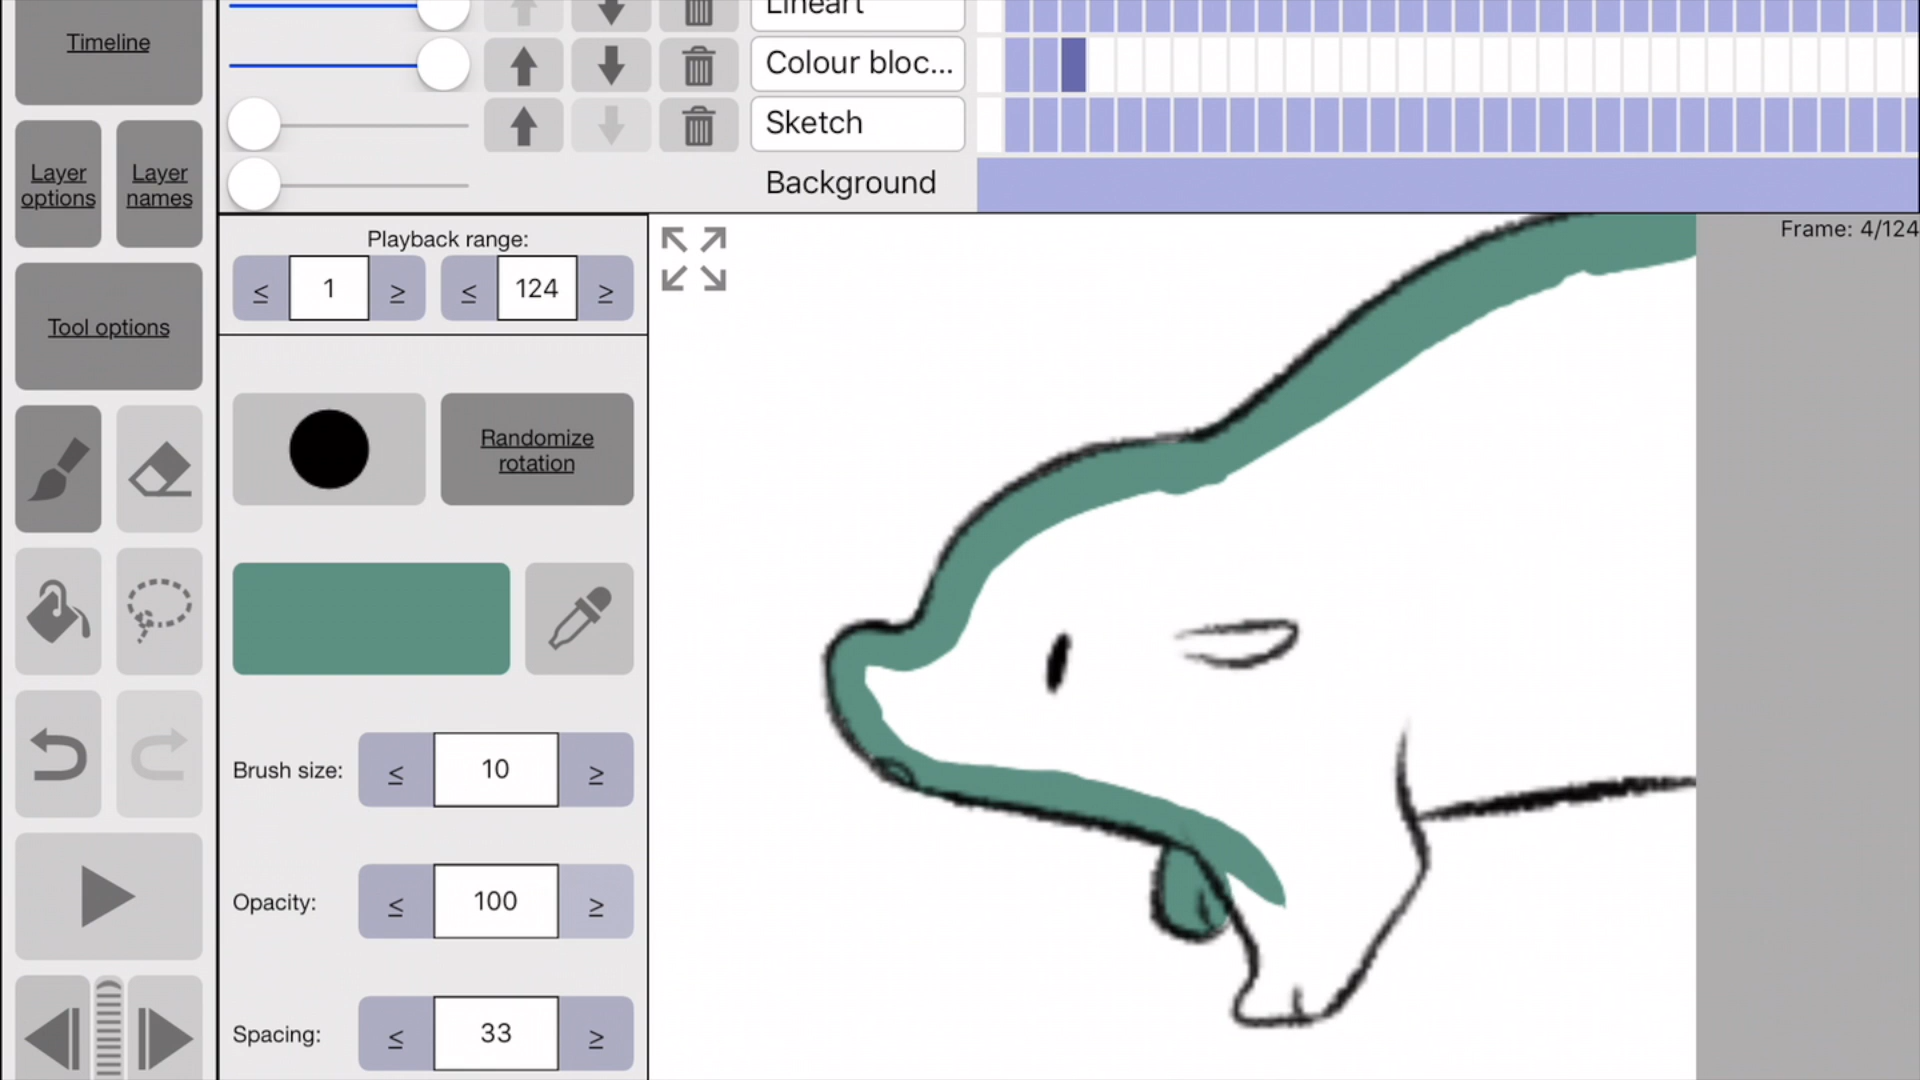 Timeline
Lineart
Colour bloc...
Sketch
Background
Layer
options
Layer
names
Playback range:
≤ 1 ≥ ≤ 124 ≥
Frame: 4/124
Tool options
Randomize
rotation
Brush size: ≤ 10 ≥
Opacity: ≤ 100 ≥
Spacing: ≤ 33 ≥